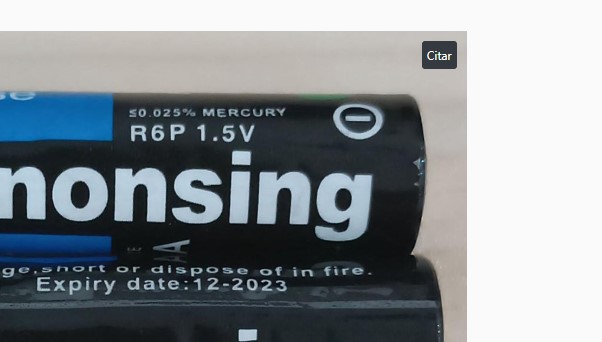 Citar
≤0.025% MERCURY
R6P 1.5V
nonsing
AA
ge,short or dispose of in fire.
Expiry date:12-2023